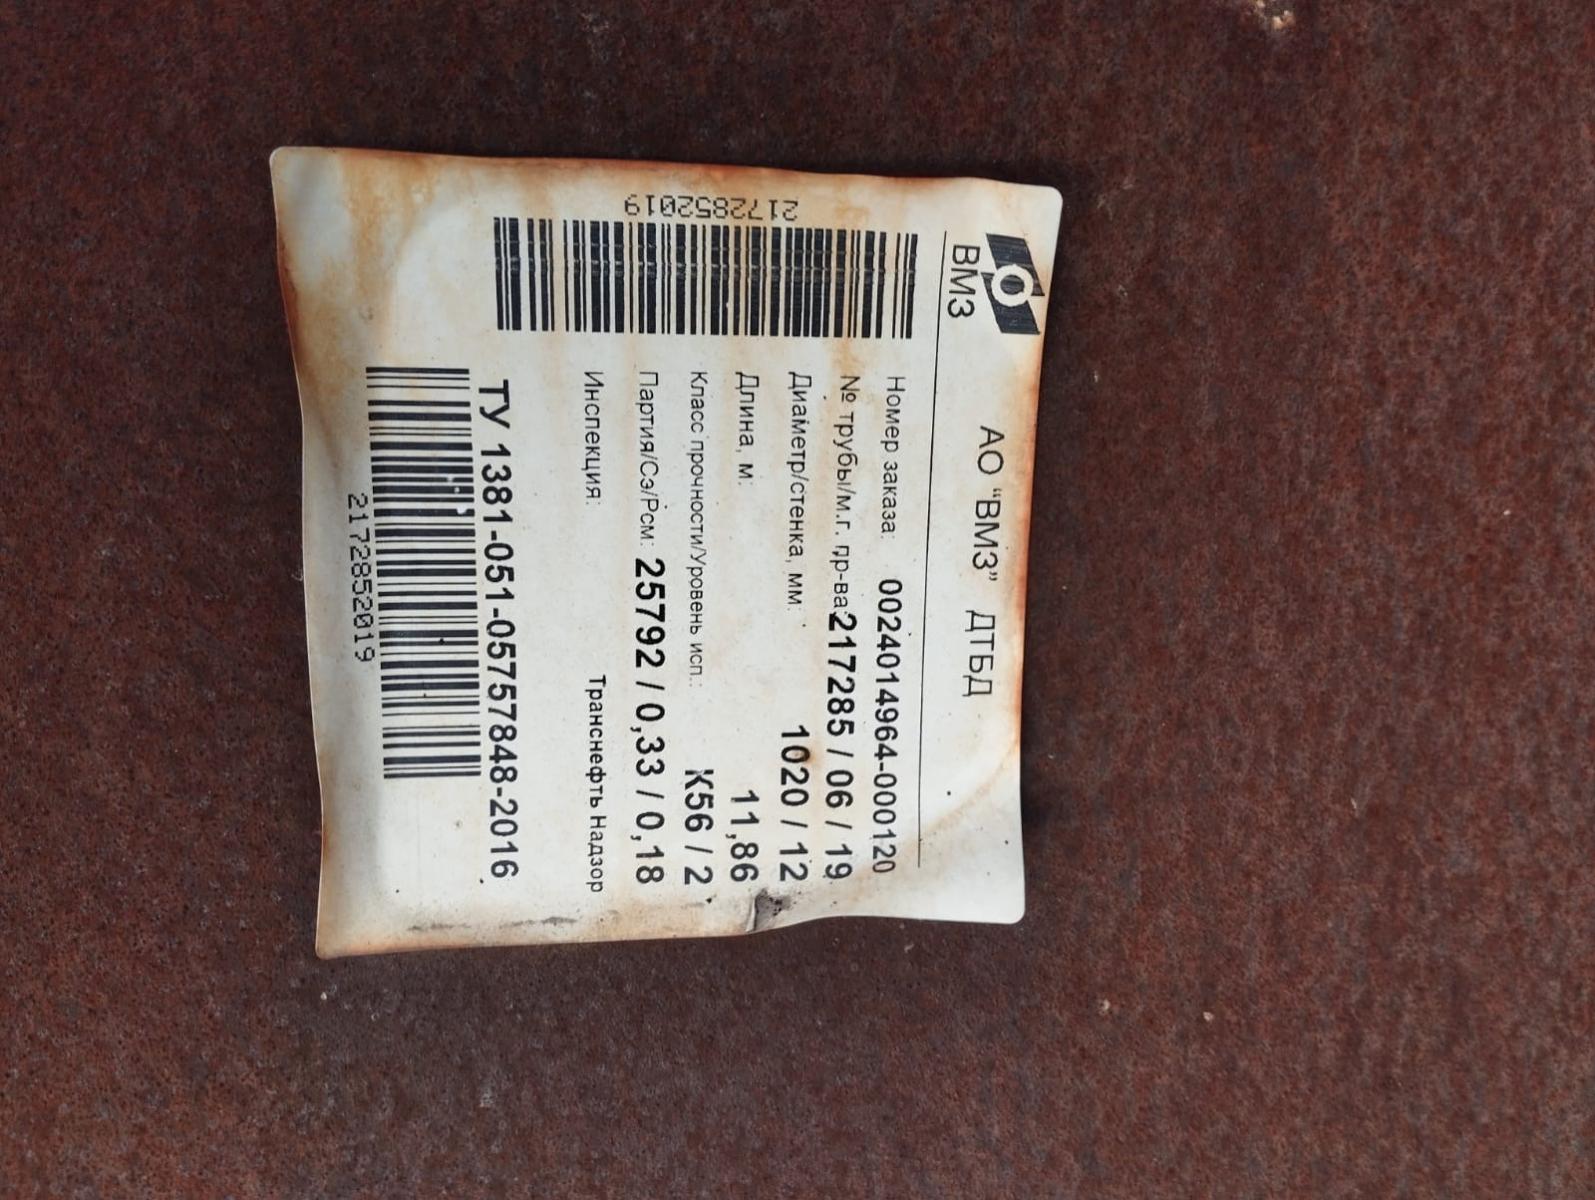 ВМЗ
АО “ВМЗ” ДТБД
Номер заказа: 0024014964-000120
№ трубы/м.г. пр-ва: 217285 / 06 / 19
Диаметр/стенка, мм: 1020 / 12
Длина, м: 11,86
Класс прочности/Уровень исп.: К56 / 2
Партия/Сэ/Рсм: 25792 / 0,33 / 0,18
Инспекция: Транснефть Надзор
ТУ 1381-051-05757848-2016
2172852019
2172852019